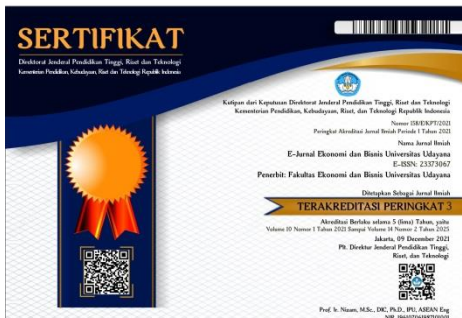 SERTIFIKAT
Direktorat Jenderal Pendidikan Tinggi, Riset dan Teknologi
Kementerian Pendidikan, Kebudayaan, Riset dan Teknologi Republik Indonesia
Kutipan dari Keputusan Direktorat Jenderal Pendidikan Tinggi, Riset dan Teknologi
Kementerian Pendidikan, Kebudayaan, Riset, dan Teknologi Republik Indonesia
Nomor 158/E/KPT/2021
Peringkat Akreditasi Jurnal Ilmiah Periode 1 Tahun 2021
Nama Jurnal Ilmiah
E-Jurnal Ekonomi dan Bisnis Universitas Udayana
E-ISSN: 23373067
Penerbit: Fakultas Ekonomi dan Bisnis Universitas Udayana
Ditetapkan Sebagai Jurnal Ilmiah
TERAKREDITASI PERINGKAT 3
Akreditasi Berlaku selama 5 (lima) Tahun, yaitu
Volume 10 Nomor 1 Tahun 2021 Sampai Volume 14 Nomor 2 Tahun 2025
Jakarta, 09 December 2021
Plt. Direktur Jenderal Pendidikan Tinggi,
Riset, dan Teknologi
Prof. Ir. Nizam, M.Sc., DIC, Ph.D., IPU, ASEAN Eng